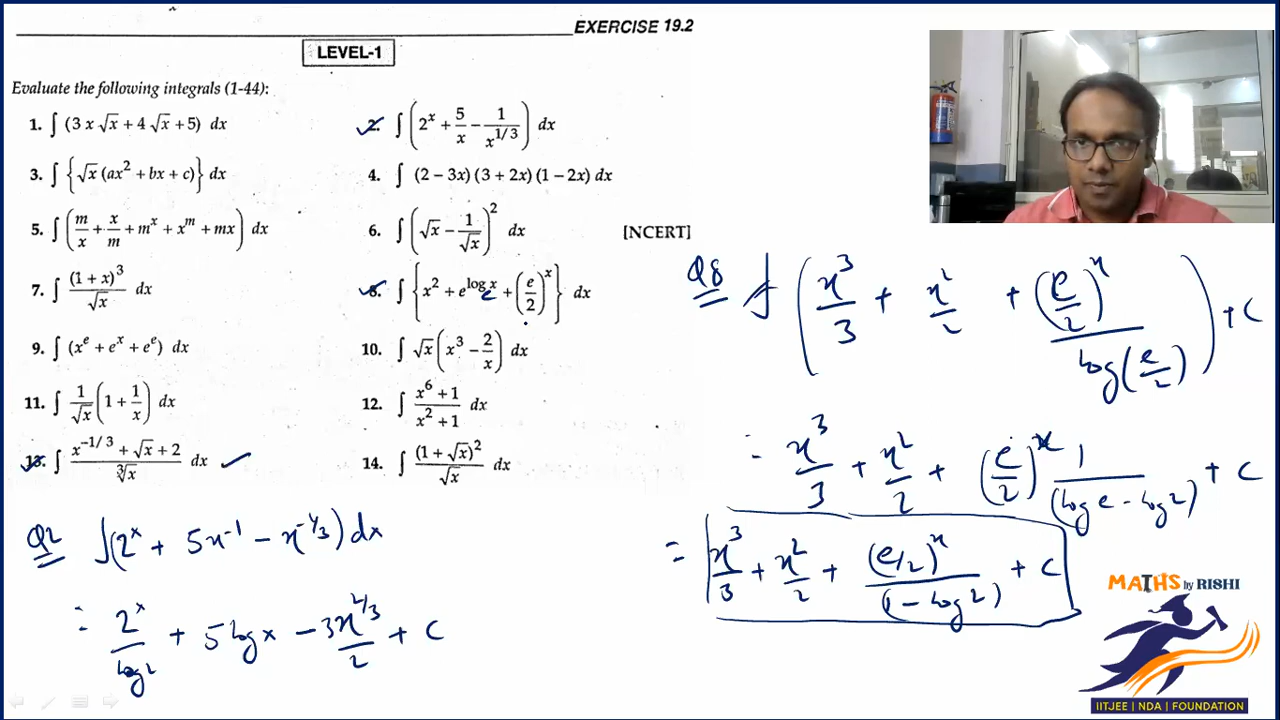 EXERCISE 19.2
LEVEL-1
Evaluate the following integrals (1-44):
1. ∫ (3 x √x + 4 √x + 5) dx
2. ∫ (2^x + 5/x − 1/x^{1/3}) dx
3. ∫ {√x (ax² + bx + c)} dx
4. ∫ (2 − 3x) (3 + 2x) (1 − 2x) dx
5. ∫ (m/x + x/m + m^x + x^m + mx) dx
6. ∫ (√x − 1/√x)² dx [NCERT]
7. ∫ (1 + x)³/√x dx
8. ∫ {x² + e^{log_e x} + (e/2)^x} dx
9. ∫ (x^e + e^x + e^e) dx
10. ∫ √x (x³ − 2/x) dx
11. ∫ 1/√x (1 + 1/x) dx
12. ∫ (x⁶ + 1)/(x² + 1) dx
13. ∫ (x^{−1/3} + √x + 2)/∛x dx
14. ∫ (1 + √x)²/√x dx
Q2 ∫(2^x + 5x^{-1} − x^{-1/3}) dx
= 2^x/log2 + 5 log x − 3x^{2/3}/2 + C
Q8 ∫ (x³/3 + x²/2 + (e/2)^x/log(e/2)) + C
= x³/3 + x²/2 + (e/2)^x 1/(log e − log 2) + C
= x³/3 + x²/2 + (e/2)^x/(1 − log 2) + C
MATHS by RISHI
IITJEE | NDA | FOUNDATION